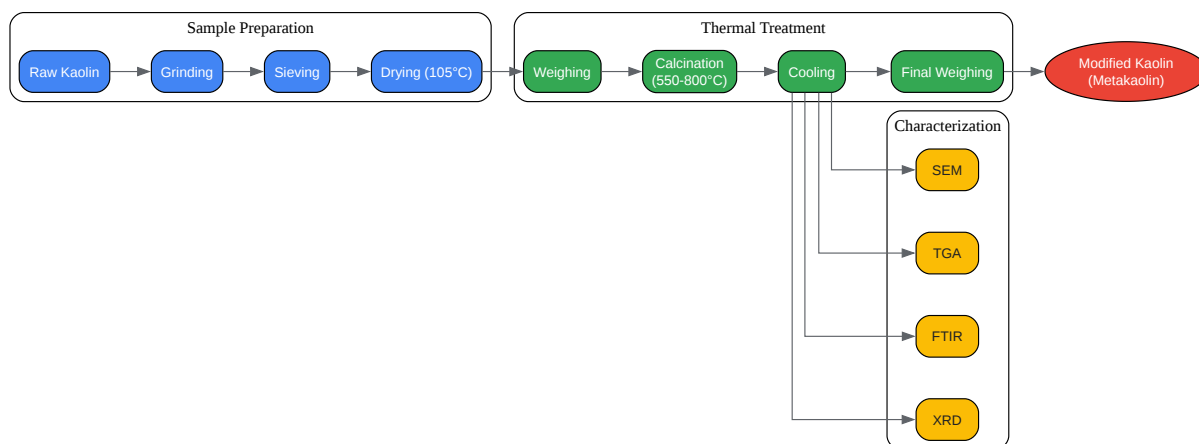 Sample Preparation
Thermal Treatment
Raw Kaolin
Grinding
Sieving
Drying (105°C)
Weighing
Calcination
(550-800°C)
Cooling
Final Weighing
Modified Kaolin
(Metakaolin)
Characterization
SEM
TGA
FTIR
XRD